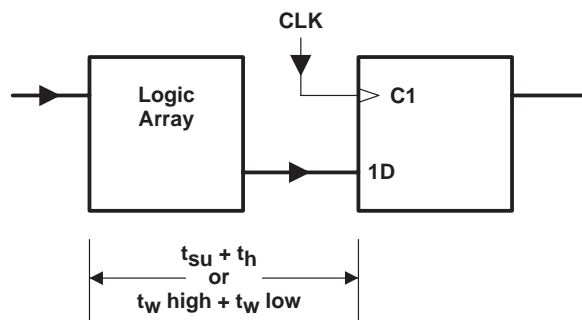 CLK
Logic
Array
C1
1D
tsu + th
or
tw high + tw low